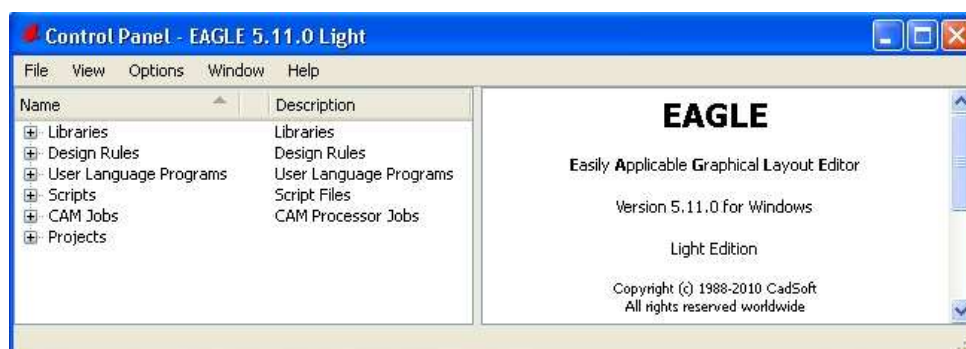 Control Panel - EAGLE 5.11.0 Light
File View Options Window Help
Name Description
Libraries Libraries
Design Rules Design Rules
User Language Programs User Language Programs
Scripts Script Files
CAM Jobs CAM Processor Jobs
Projects
EAGLE
Easily Applicable Graphical Layout Editor
Version 5.11.0 for Windows
Light Edition
Copyright (c) 1988-2010 CadSoft
All rights reserved worldwide